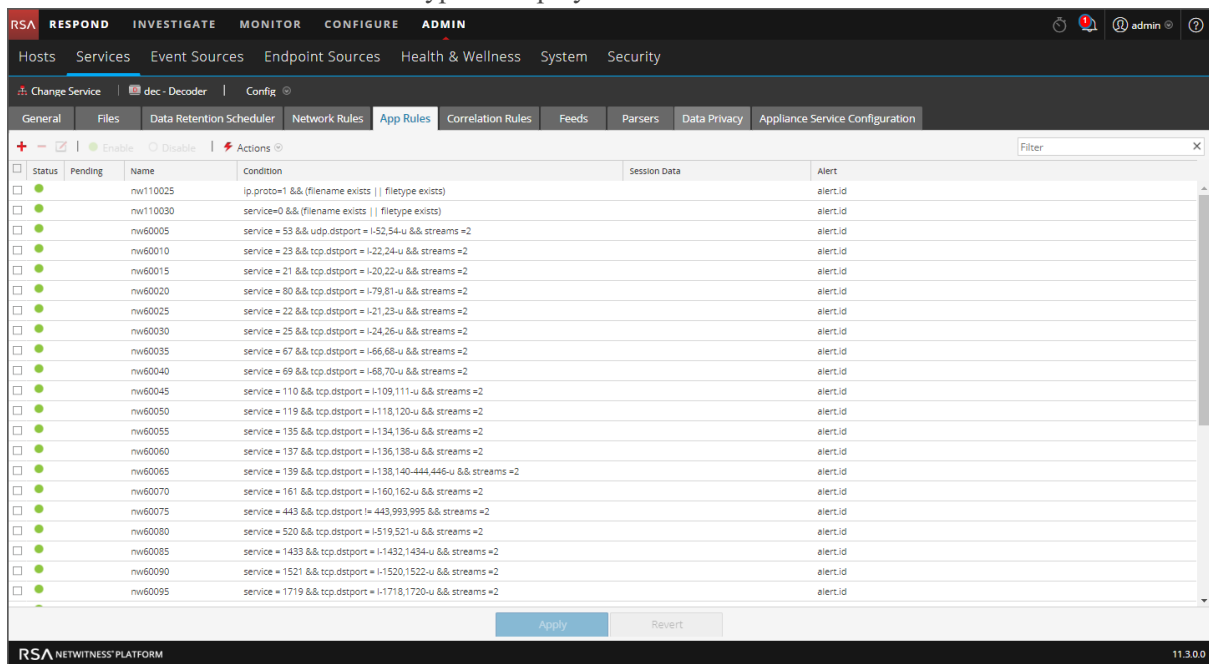 RSA RESPOND INVESTIGATE MONITOR CONFIGURE ADMIN 1 admin ?
Hosts Services Event Sources Endpoint Sources Health & Wellness System Security
Change Service | dec - Decoder | Config
General Files Data Retention Scheduler Network Rules App Rules Correlation Rules Feeds Parsers Data Privacy Appliance Service Configuration
Enable Disable | Actions Filter X
Status Pending Name Condition Session Data Alert
nw110025 ip.proto=1 && (filename exists || filetype exists) alert.id
nw110030 service=0 && (filename exists || filetype exists) alert.id
nw60005 service = 53 && udp.dstport = l-52,54-u && streams =2 alert.id
nw60010 service = 23 && tcp.dstport = l-22,24-u && streams =2 alert.id
nw60015 service = 21 && tcp.dstport = l-20,22-u && streams =2 alert.id
nw60020 service = 80 && tcp.dstport = l-79,81-u && streams =2 alert.id
nw60025 service = 22 && tcp.dstport = l-21,23-u && streams =2 alert.id
nw60030 service = 25 && tcp.dstport = l-24,26-u && streams =2 alert.id
nw60035 service = 67 && tcp.dstport = l-66,68-u && streams =2 alert.id
nw60040 service = 69 && tcp.dstport = l-68,70-u && streams =2 alert.id
nw60045 service = 110 && tcp.dstport = l-109,111-u && streams =2 alert.id
nw60050 service = 119 && tcp.dstport = l-118,120-u && streams =2 alert.id
nw60055 service = 135 && tcp.dstport = l-134,136-u && streams =2 alert.id
nw60060 service = 137 && tcp.dstport = l-136,138-u && streams =2 alert.id
nw60065 service = 139 && tcp.dstport = l-138,140-444,446-u && streams =2 alert.id
nw60070 service = 161 && tcp.dstport = l-160,162-u && streams =2 alert.id
nw60075 service = 443 && tcp.dstport != 443,993,995 && streams =2 alert.id
nw60080 service = 520 && tcp.dstport = l-519,521-u && streams =2 alert.id
nw60085 service = 1433 && tcp.dstport = l-1432,1434-u && streams =2 alert.id
nw60090 service = 1521 && tcp.dstport = l-1520,1522-u && streams =2 alert.id
nw60095 service = 1719 && tcp.dstport = l-1718,1720-u && streams =2 alert.id
Apply Revert
RSA NETWITNESS® PLATFORM 11.3.0.0